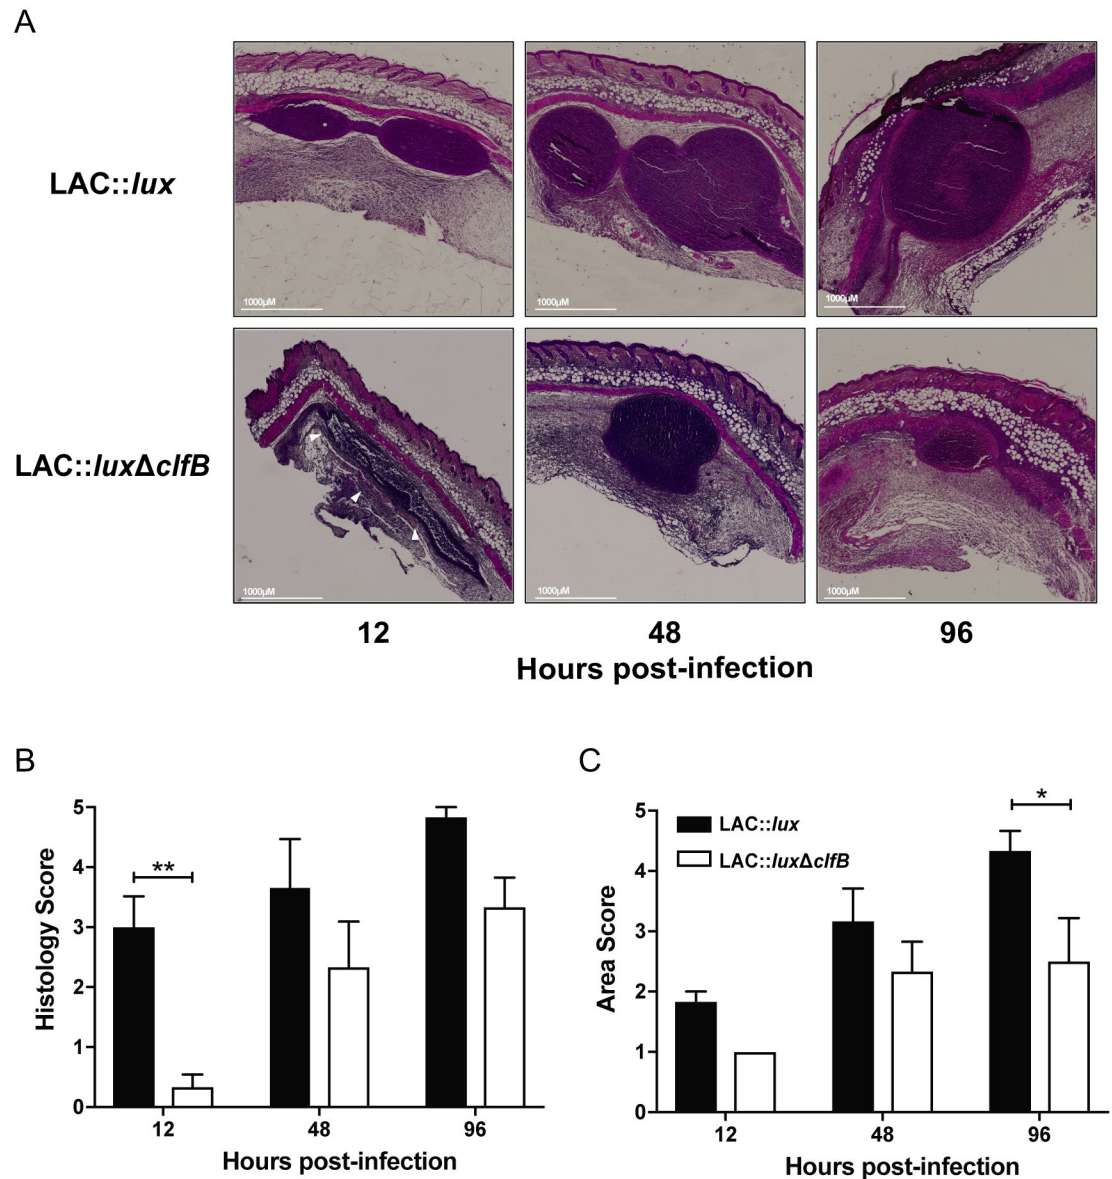 A
LAC::lux
1000µM
1000µM
1000µM
LAC::luxΔclfB
1000µM
1000µM
1000µM
12 48 96
Hours post-infection
B
Histology Score
5
4
3
2
1
0
**
12 48 96
Hours post-infection
C
Area Score
5
4
3
2
1
0
LAC::lux
LAC::luxΔclfB
*
12 48 96
Hours post-infection